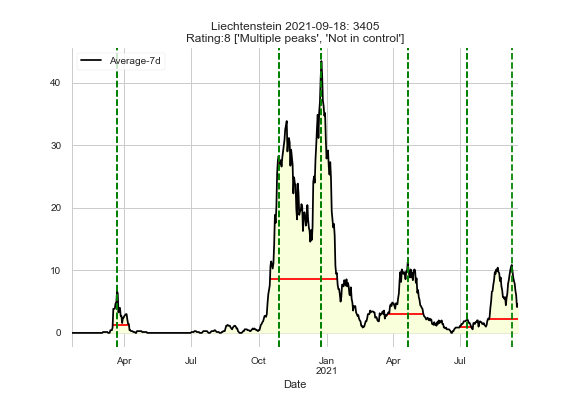 Liechtenstein 2021-09-18: 3405
Rating:8 ['Multiple peaks', 'Not in control']
Average-7d
40
30
20
10
0
Apr Jul Oct Jan Apr Jul
2021
Date